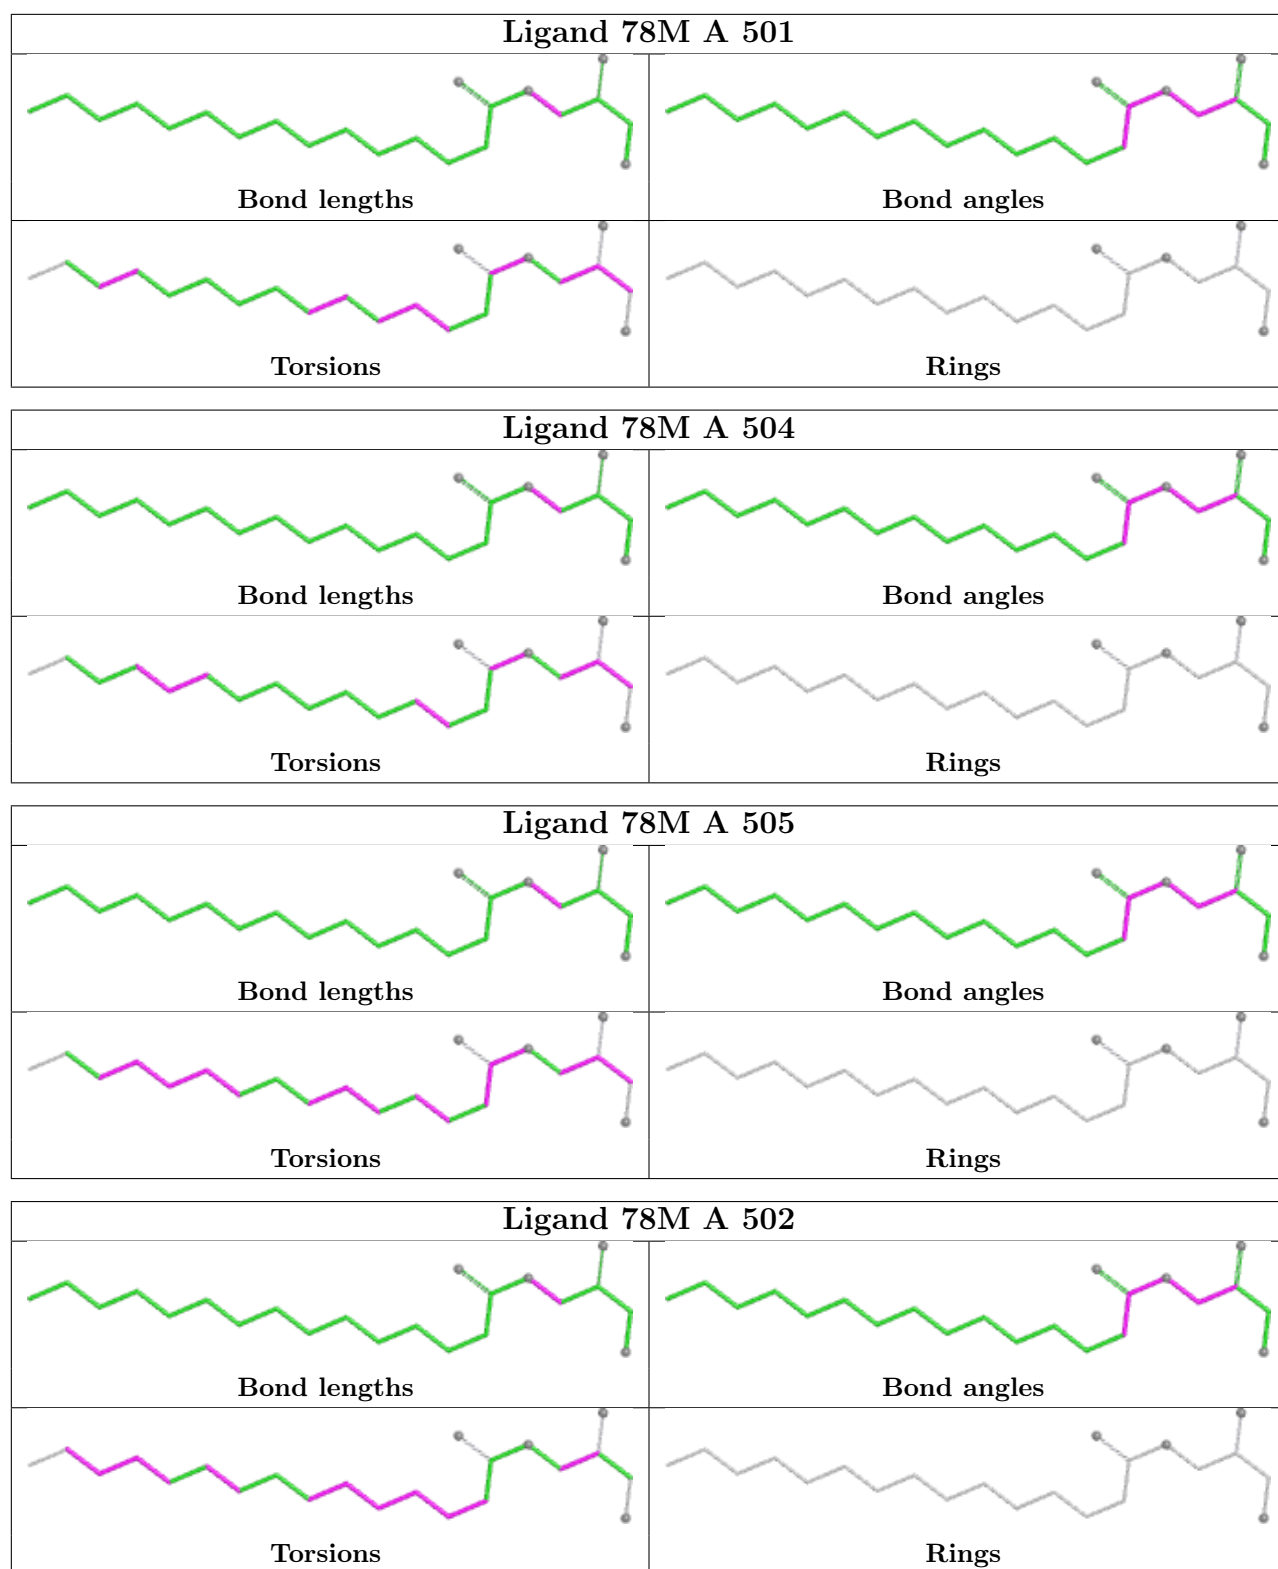 Ligand 78M A 501
Bond lengths
Bond angles
Torsions
Rings
Ligand 78M A 504
Bond lengths
Bond angles
Torsions
Rings
Ligand 78M A 505
Bond lengths
Bond angles
Torsions
Rings
Ligand 78M A 502
Bond lengths
Bond angles
Torsions
Rings